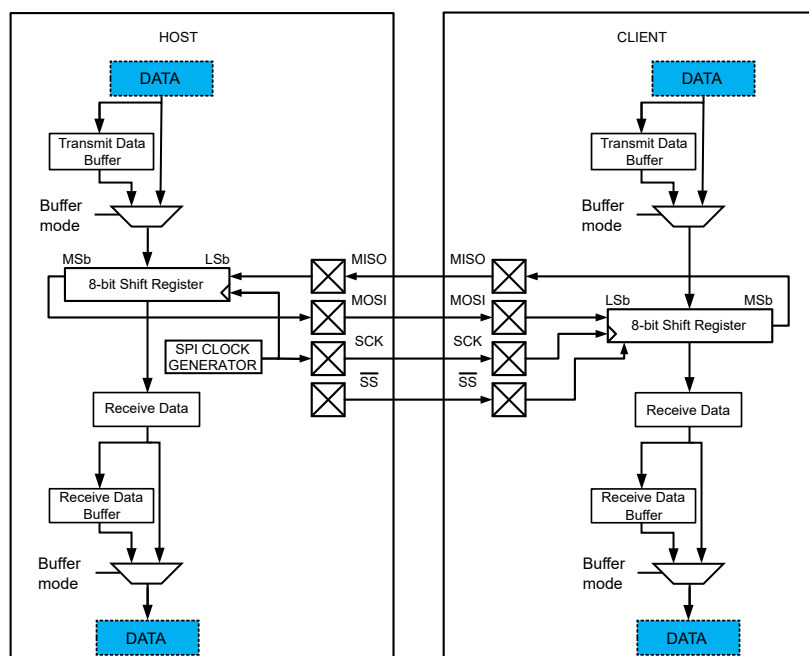 HOST
DATA
Transmit Data
Buffer
Buffer
mode
MSb
LSb
8-bit Shift Register
SPI CLOCK
GENERATOR
Receive Data
Receive Data
Buffer
Buffer
mode
DATA
MISO
MOSI
SCK
SS
CLIENT
DATA
Transmit Data
Buffer
Buffer
mode
MISO
MOSI
SCK
SS
LSb
MSb
8-bit Shift Register
Receive Data
Receive Data
Buffer
Buffer
mode
DATA